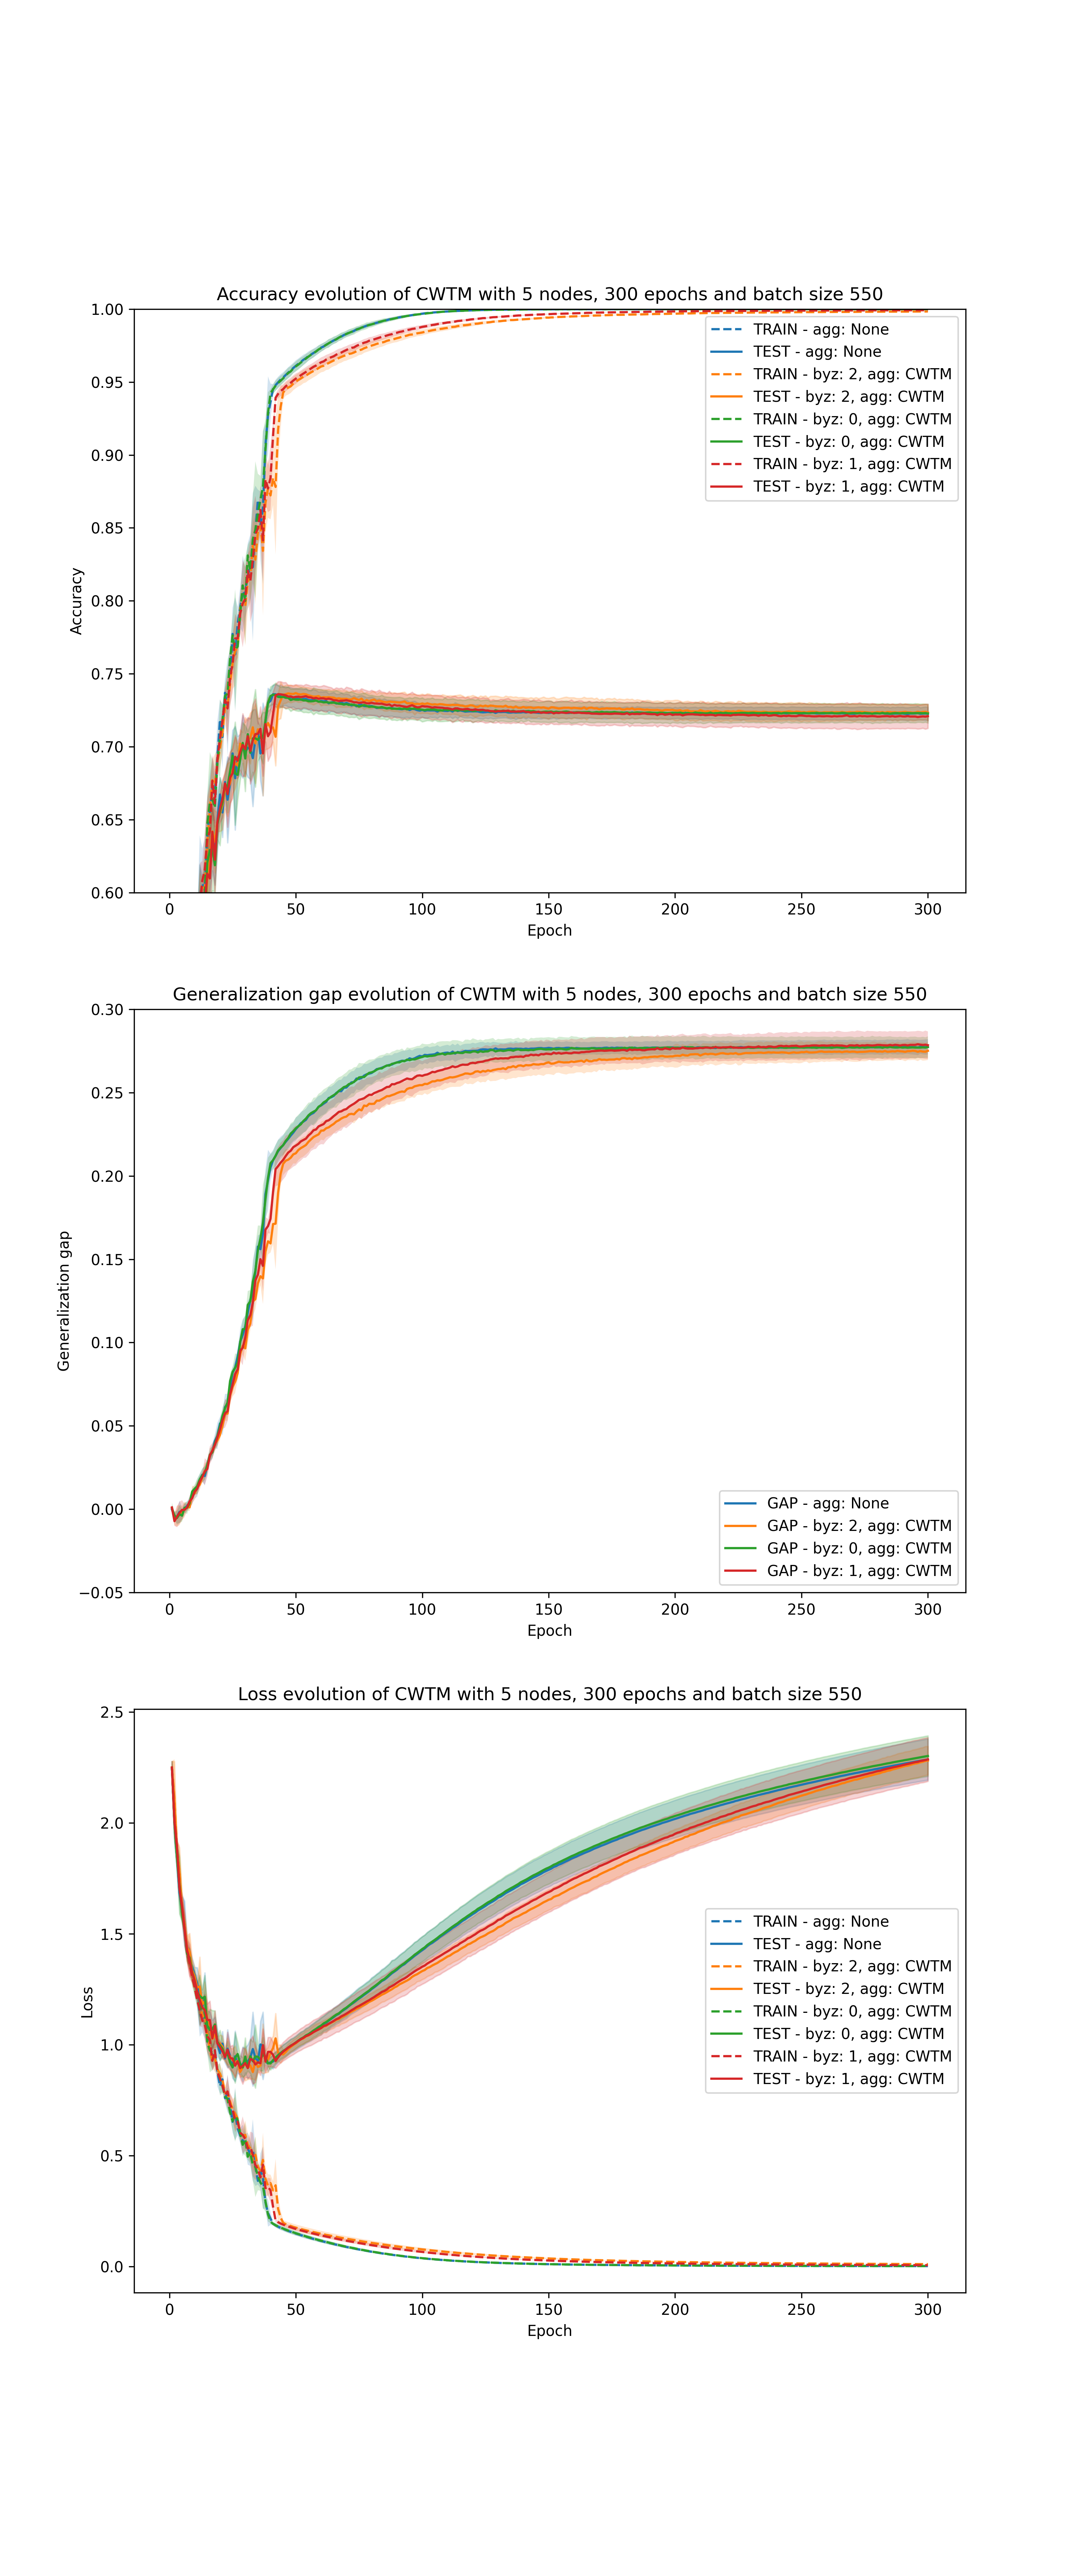 Accuracy evolution of CWTM with 5 nodes, 300 epochs and batch size 550
1.00
0.95
0.90
0.85
0.80
0.75
0.70
0.65
0.60
Accuracy
TRAIN - agg: None
TEST - agg: None
TRAIN - byz: 2, agg: CWTM
TEST - byz: 2, agg: CWTM
TRAIN - byz: 0, agg: CWTM
TEST - byz: 0, agg: CWTM
TRAIN - byz: 1, agg: CWTM
TEST - byz: 1, agg: CWTM
0 50 100 150 200 250 300
Epoch
Generalization gap evolution of CWTM with 5 nodes, 300 epochs and batch size 550
0.30
0.25
0.20
0.15
0.10
0.05
0.00
−0.05
Generalization gap
GAP - agg: None
GAP - byz: 2, agg: CWTM
GAP - byz: 0, agg: CWTM
GAP - byz: 1, agg: CWTM
0 50 100 150 200 250 300
Epoch
Loss evolution of CWTM with 5 nodes, 300 epochs and batch size 550
2.5
2.0
1.5
1.0
0.5
0.0
Loss
TRAIN - agg: None
TEST - agg: None
TRAIN - byz: 2, agg: CWTM
TEST - byz: 2, agg: CWTM
TRAIN - byz: 0, agg: CWTM
TEST - byz: 0, agg: CWTM
TRAIN - byz: 1, agg: CWTM
TEST - byz: 1, agg: CWTM
0 50 100 150 200 250 300
Epoch